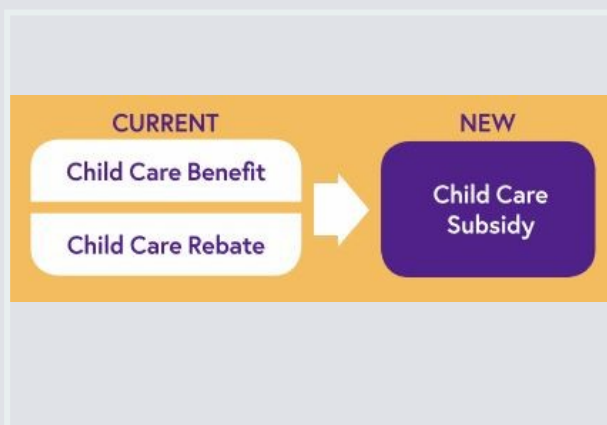 CURRENT
Child Care Benefit
Child Care Rebate
NEW
Child Care
Subsidy